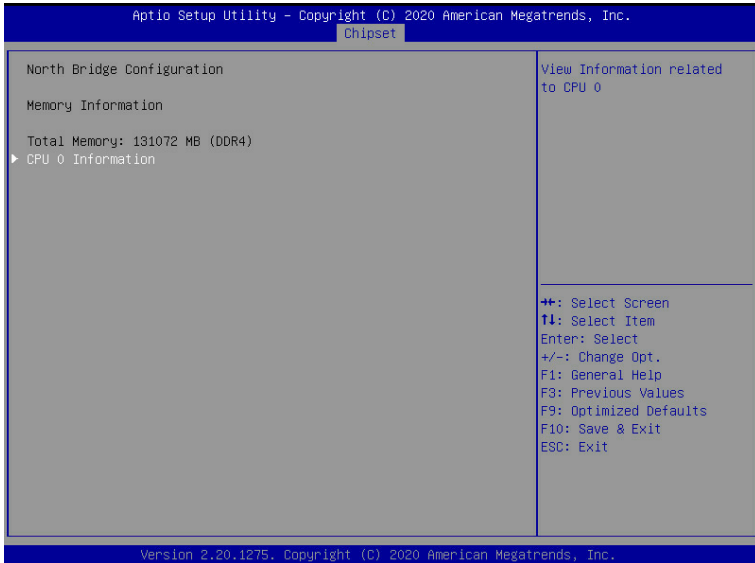 Aptio Setup Utility – Copyright (C) 2020 American Megatrends, Inc.
Chipset
North Bridge Configuration
Memory Information
Total Memory: 131072 MB (DDR4)
▶ CPU 0 Information
View Information related
to CPU 0
→←: Select Screen
↑↓: Select Item
Enter: Select
+/-: Change Opt.
F1: General Help
F3: Previous Values
F9: Optimized Defaults
F10: Save & Exit
ESC: Exit
Version 2.20.1275. Copyright (C) 2020 American Megatrends, Inc.